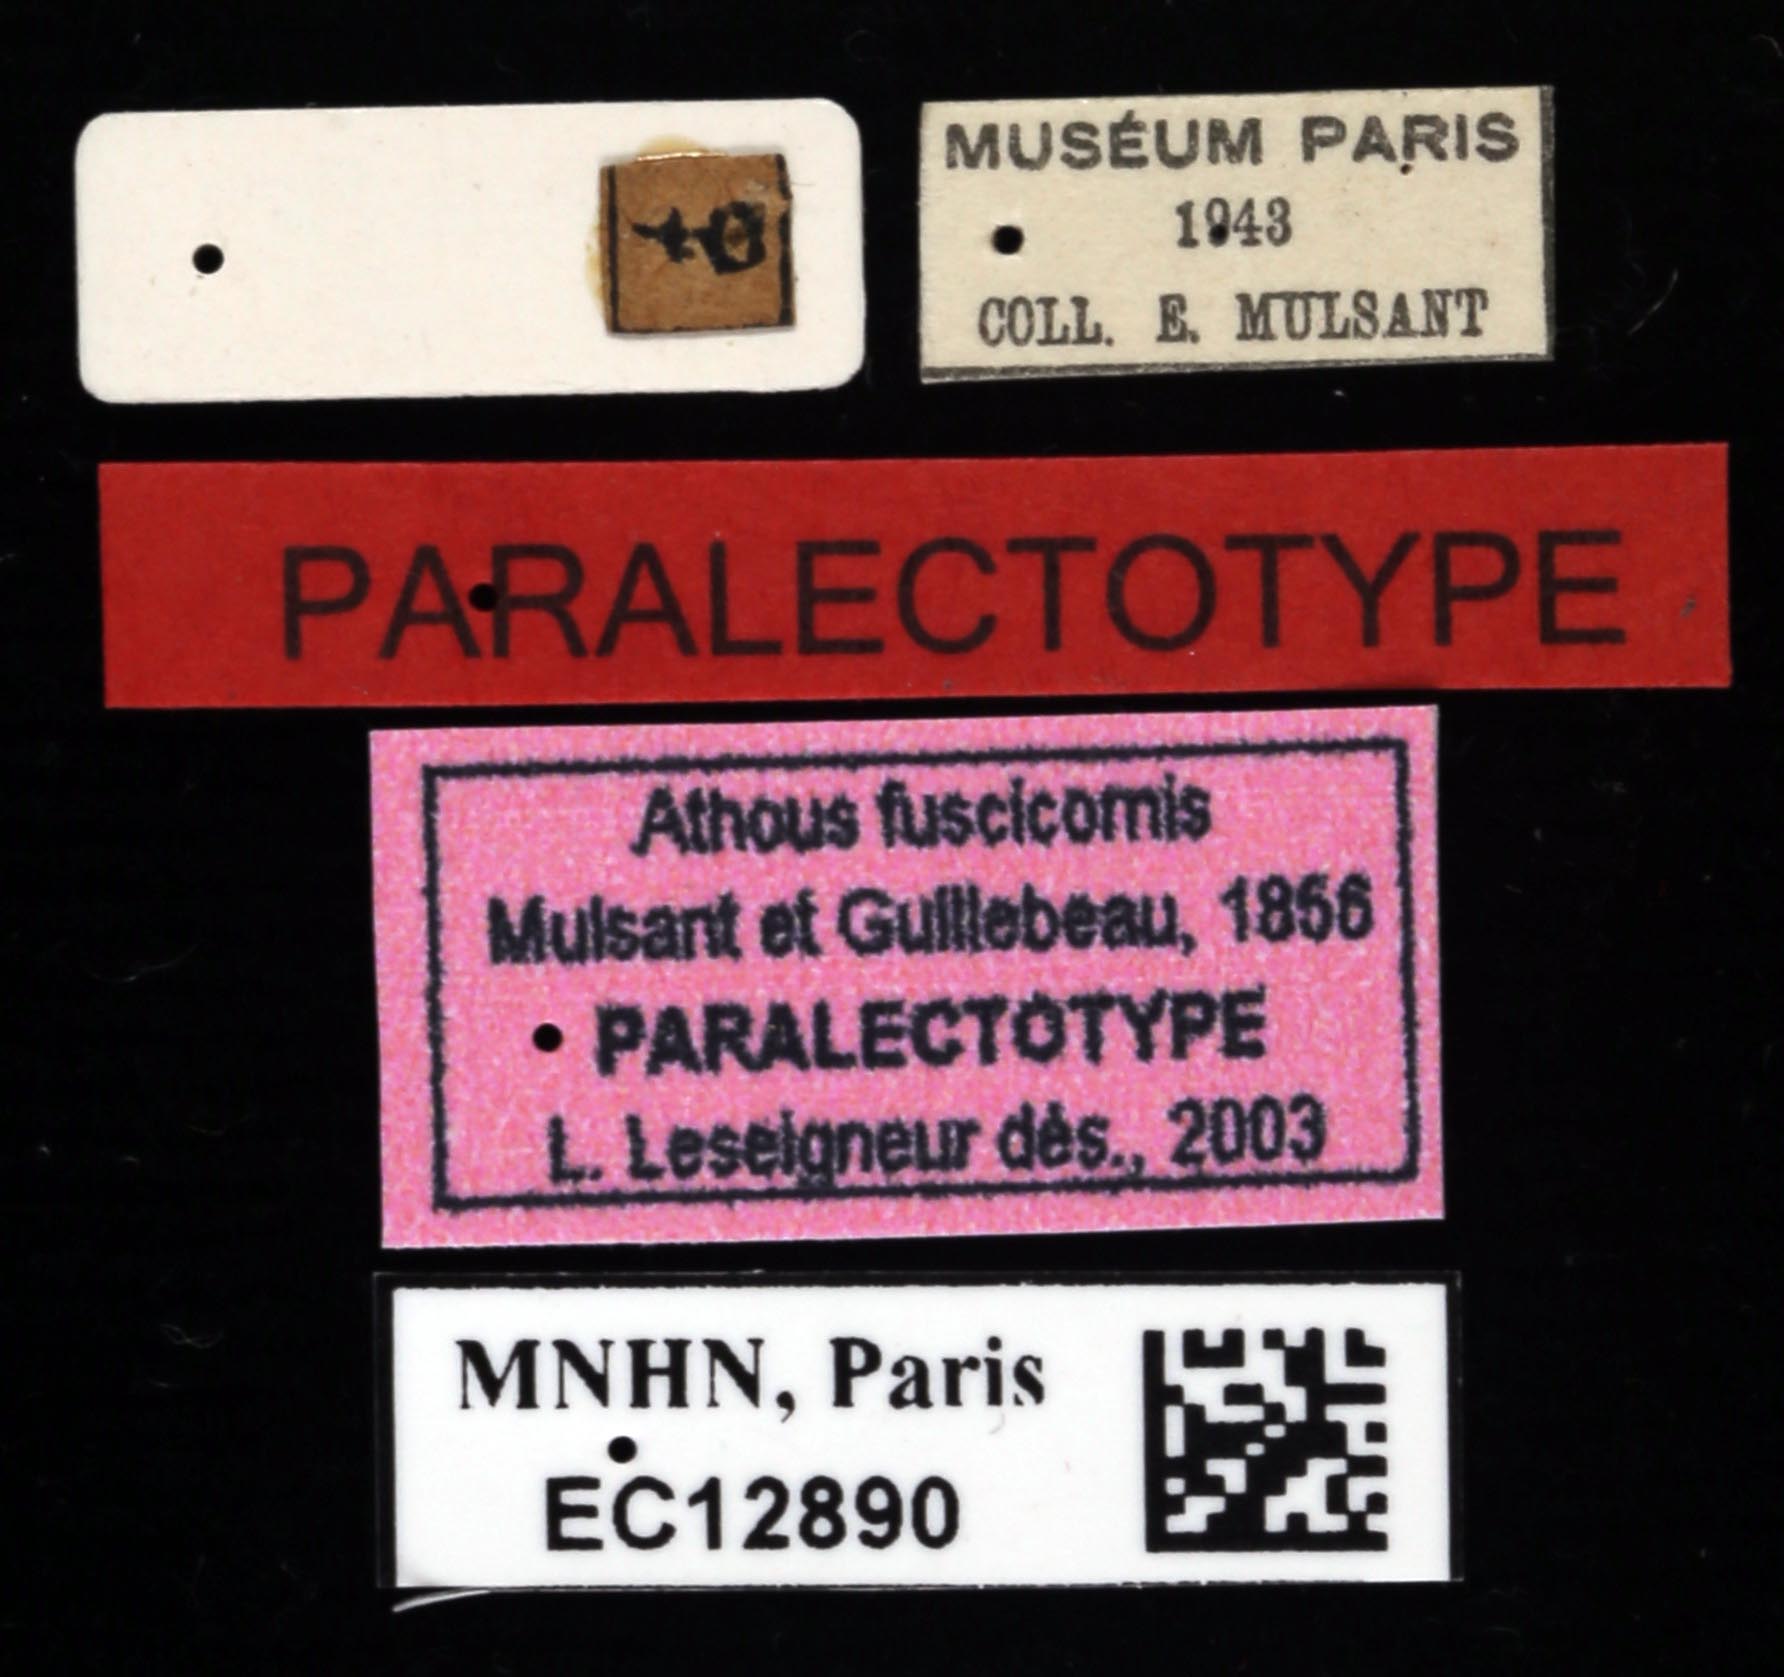 ♀
MUSÉUM PARIS
1943
COLL. E. MULSANT
PARALECTOTYPE
Athous fuscicornis
Mulsant et Guillebeau, 1856
PARALECTOTYPE
L. Leseigneur dés., 2003
MNHN, Paris
EC12890